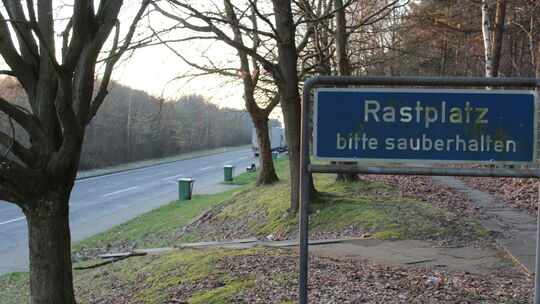 Rastplatz
bitte sauberhalten